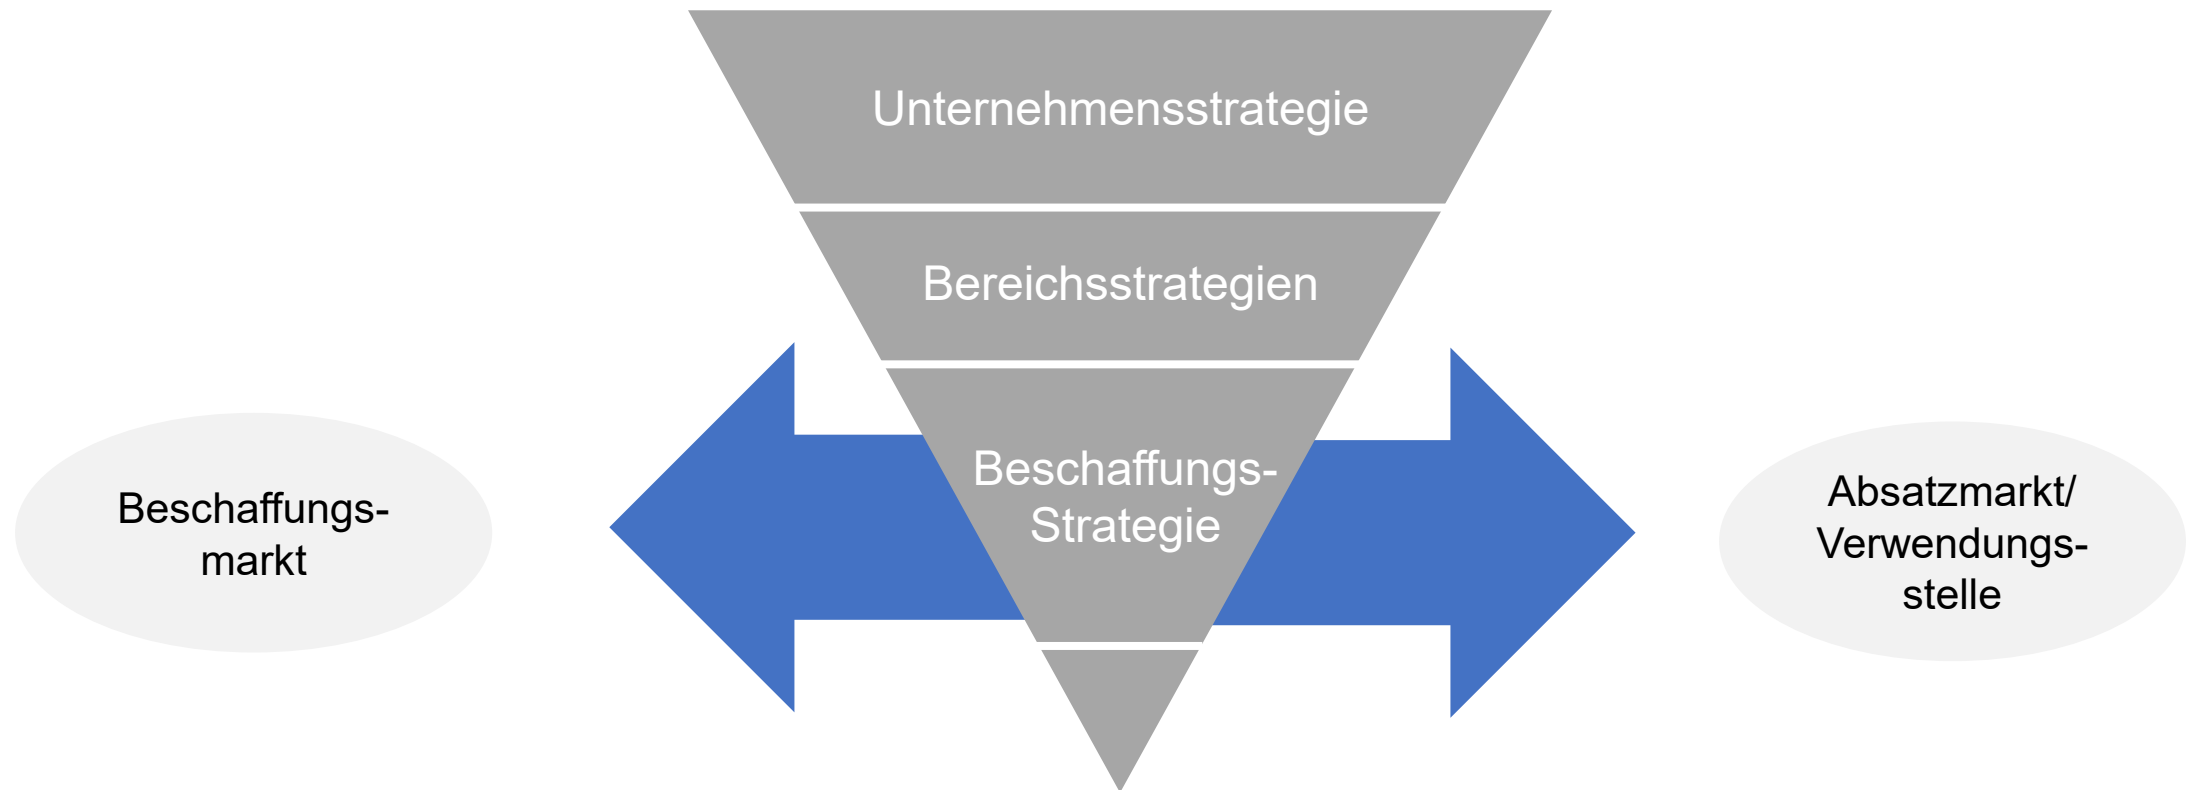 Unternehmensstrategie
Bereichsstrategien
Beschaffungs-
Strategie
Beschaffungs-
markt
Absatzmarkt/
Verwendungs-
stelle